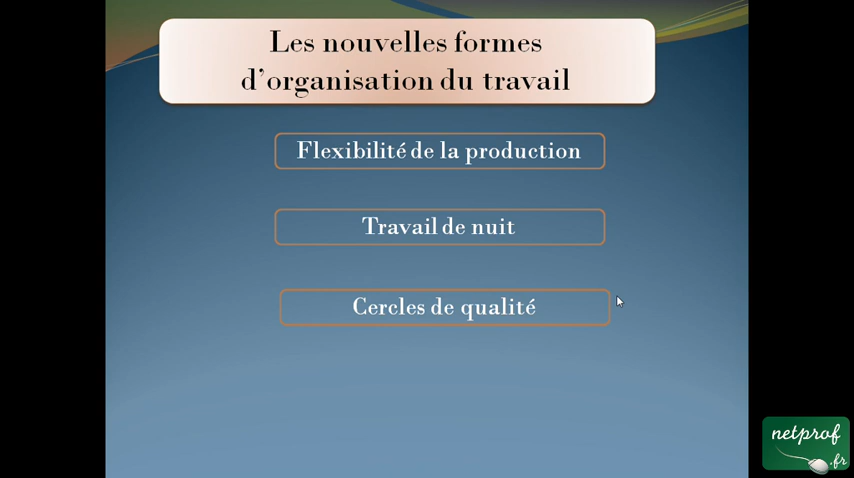 Les nouvelles formes
d'organisation du travail
Flexibilité de la production
Travail de nuit
Cercles de qualité
netprof
.fr